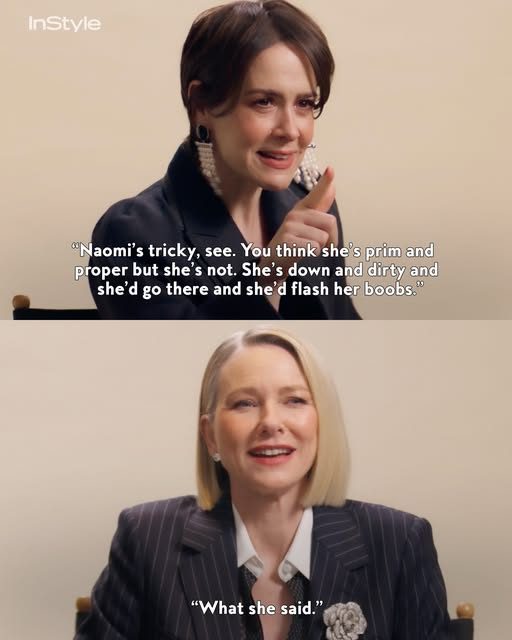 InStyle
“Naomi’s tricky, see. You think she’s prim and
proper but she’s not. She’s down and dirty and
she’d go there and she’d flash her boobs.”
“What she said.”